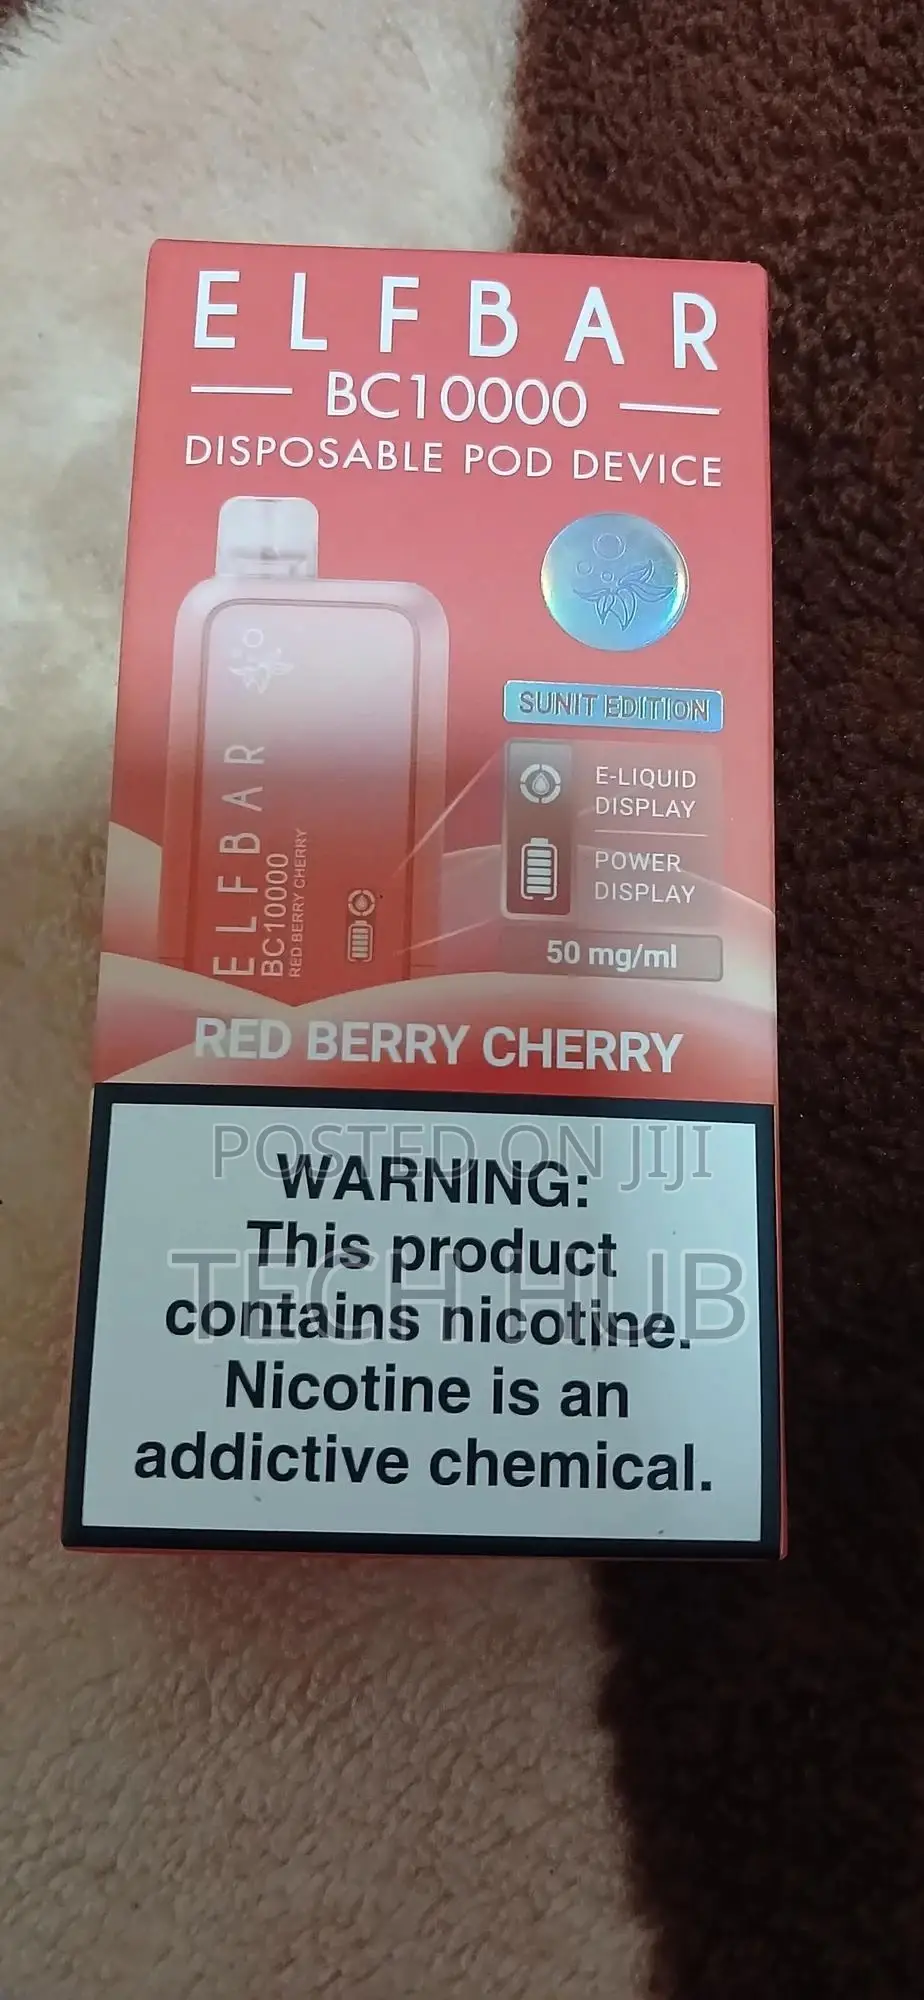 ELFBAR
BC10000
DISPOSABLE POD DEVICE
SUNIT EDITION
E-LIQUID
DISPLAY
POWER
DISPLAY
50 mg/ml
ELFBAR
BC10000
RED BERRY CHERRY
RED BERRY CHERRY
POSTED ON JIJI
WARNING:
This product
TECH HUB
contains nicotine.
Nicotine is an
addictive chemical.